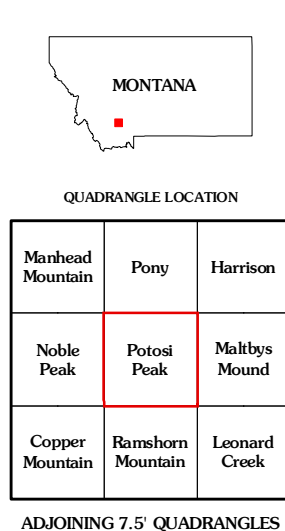 MONTANA
QUADRANGLE LOCATION
Manhead Mountain
Pony
Harrison
Noble Peak
Potosi Peak
Maltbys Mound
Copper Mountain
Ramshorn Mountain
Leonard Creek
ADJOINING 7.5' QUADRANGLES